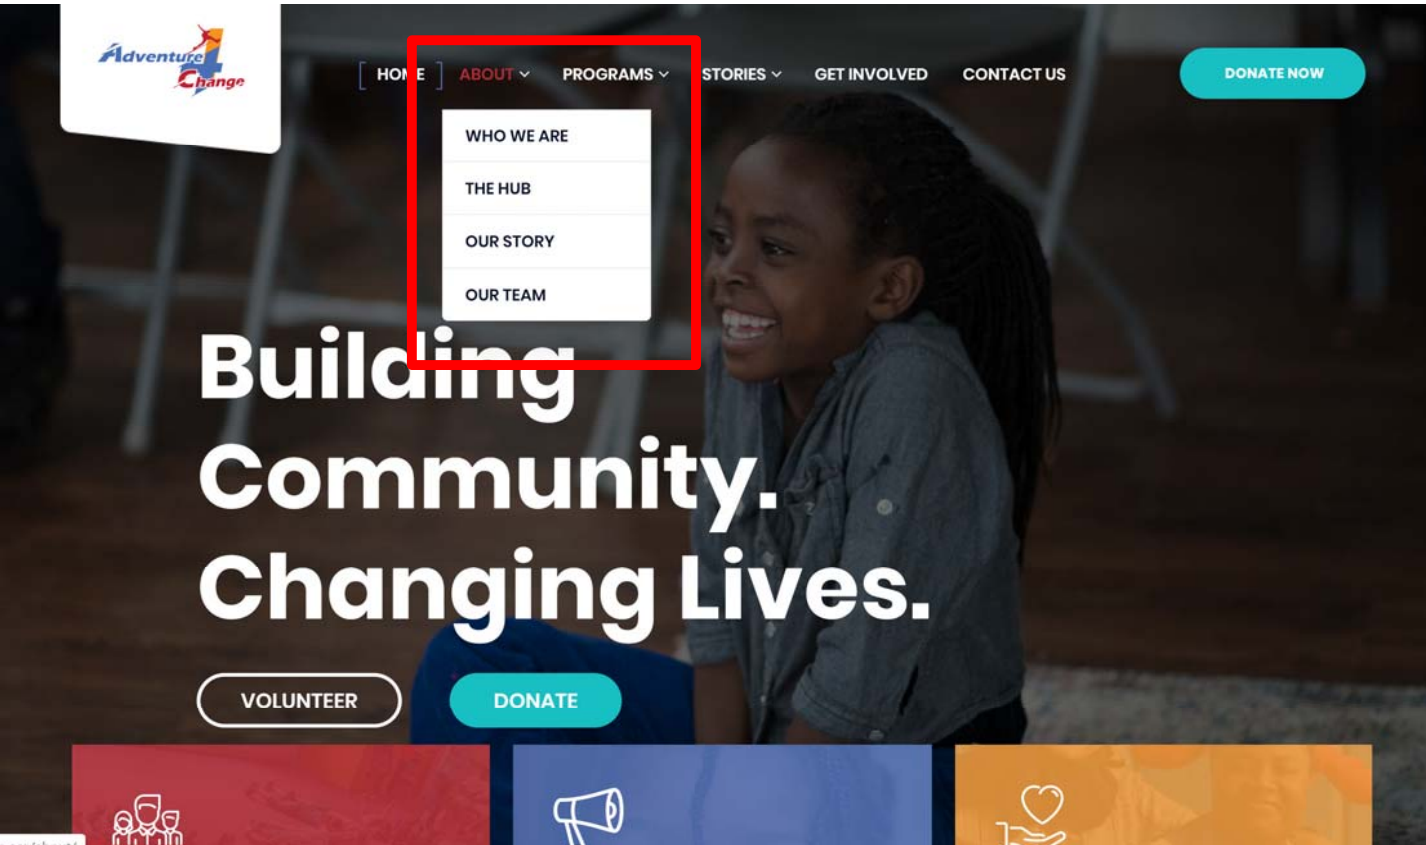 Adventure
4
Change
[ HOME ] ABOUT PROGRAMS STORIES GET INVOLVED CONTACT US DONATE NOW
WHO WE ARE
THE HUB
OUR STORY
OUR TEAM
Building
Community.
Changing Lives.
VOLUNTEER DONATE